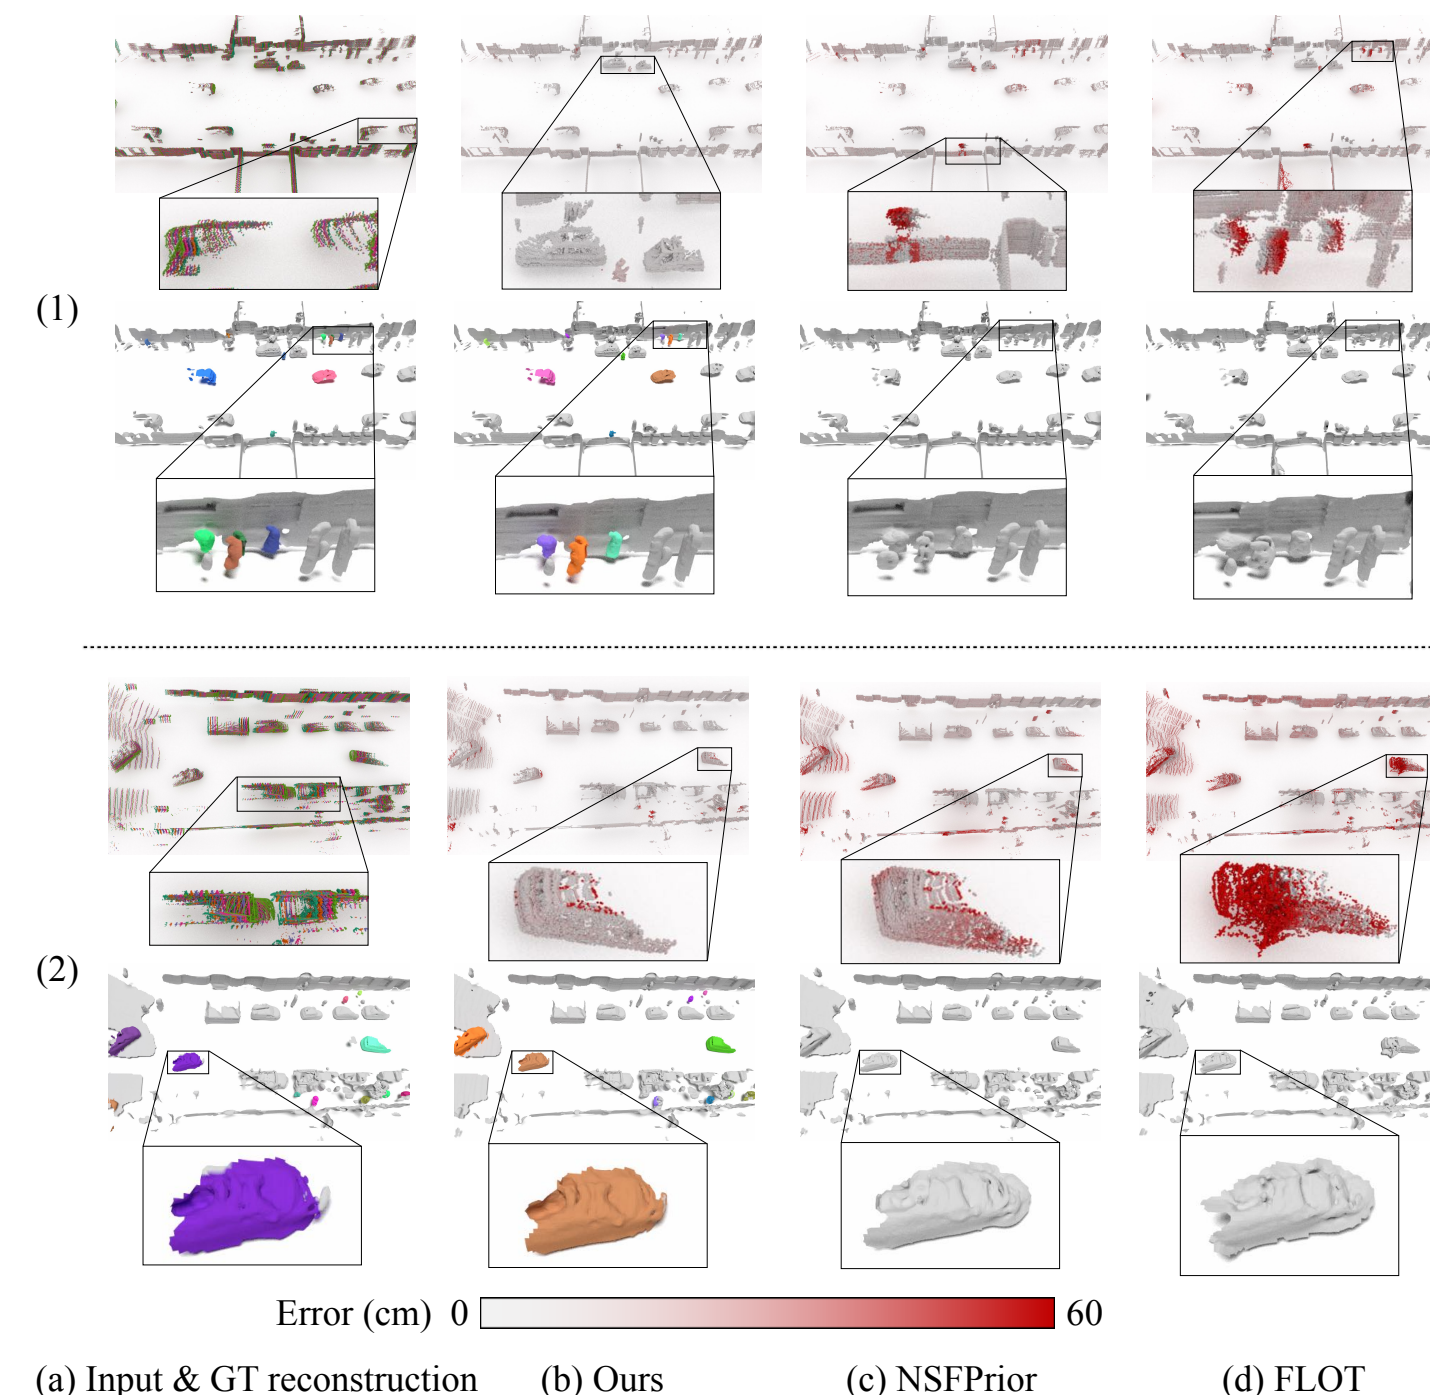 (1)
(2)
Error (cm) 0 60
(a) Input & GT reconstruction (b) Ours (c) NSFPrior (d) FLOT